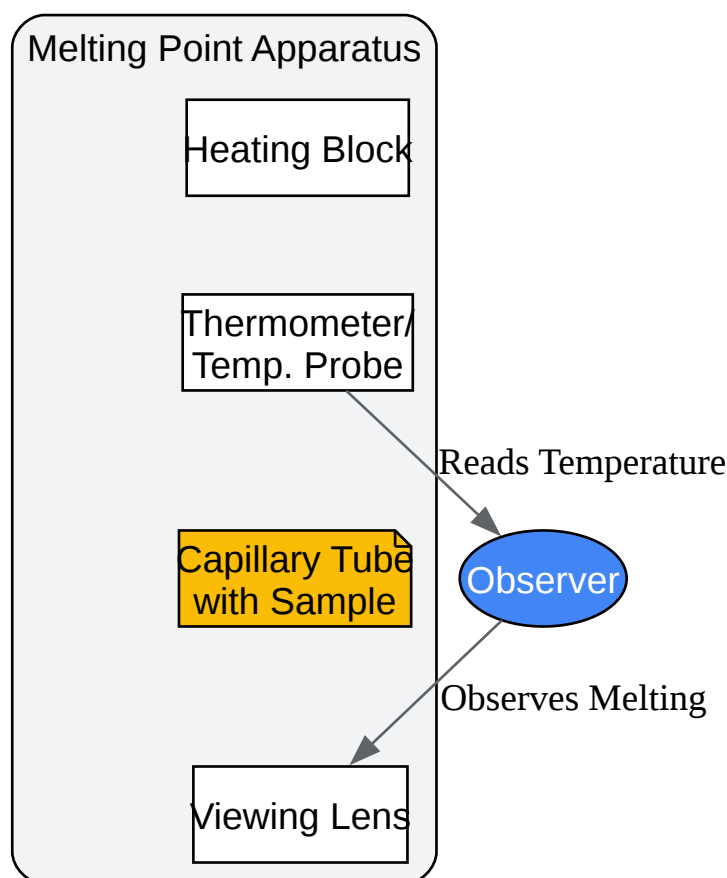 Melting Point Apparatus
Heating Block
Thermometer/
Temp. Probe
Reads Temperature
Capillary Tube
with Sample
Observer
Observes Melting
Viewing Lens